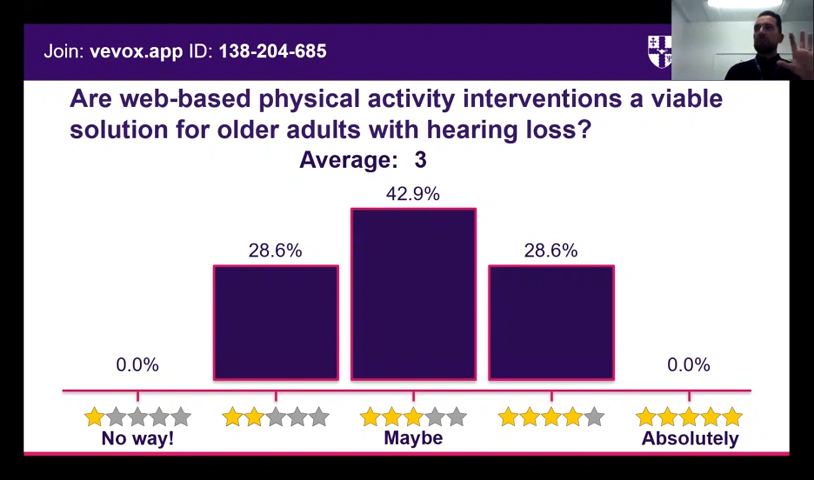 Join: vevox.app ID: 138-204-685
Are web-based physical activity interventions a viable
solution for older adults with hearing loss?
Average: 3
42.9%
28.6%
28.6%
0.0%
0.0%
No way!
Maybe
Absolutely